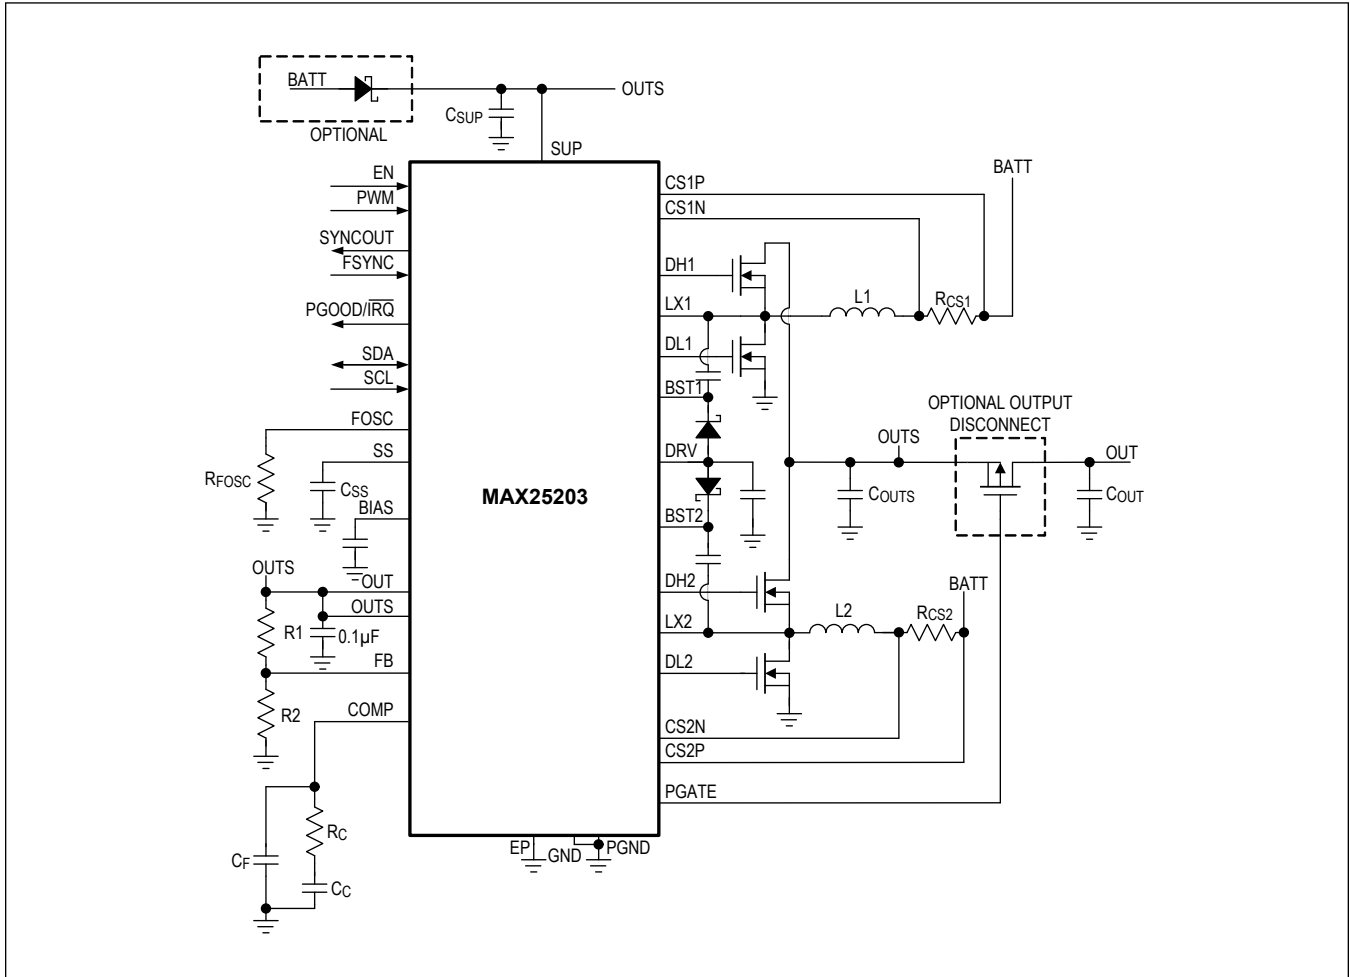 BATT
OPTIONAL
CSUP
OUTS
SUP
EN
PWM
SYNCOUT
FSYNC
PGOOD/IRQ
SDA
SCL
FOSC
RFOSC
SS
CSS
BIAS
OUTS
OUT
OUTS
R1
0.1µF
FB
R2
COMP
RC
CF
CC
MAX25203
EP
GND
PGND
CS1P
CS1N
DH1
LX1
DL1
BST1
DRV
BST2
DH2
LX2
DL2
CS2N
CS2P
PGATE
BATT
L1
RCS1
OPTIONAL OUTPUT
DISCONNECT
OUTS
OUT
COUTS
COUT
BATT
L2
RCS2